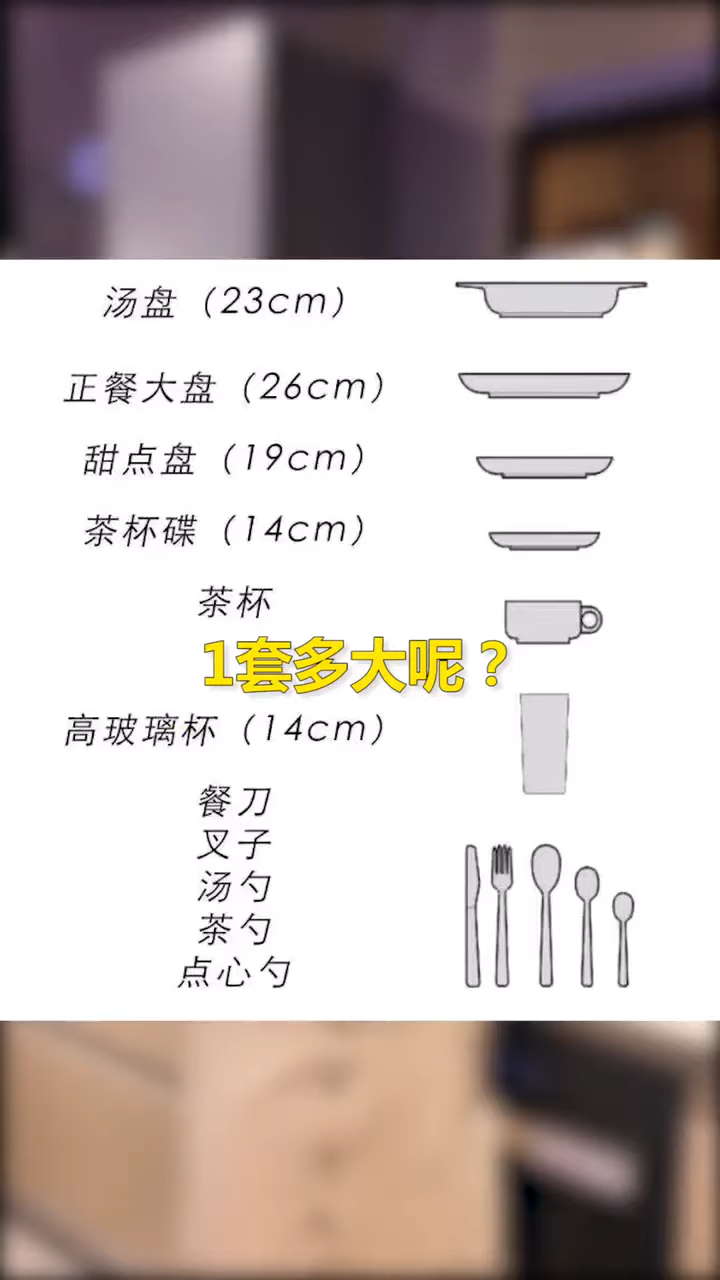 汤盘（23cm）
正餐大盘（26cm）
甜点盘（19cm）
茶杯碟（14cm）
茶杯
1套多大呢？
高玻璃杯（14cm）
餐刀
叉子
汤勺
茶勺
点心勺